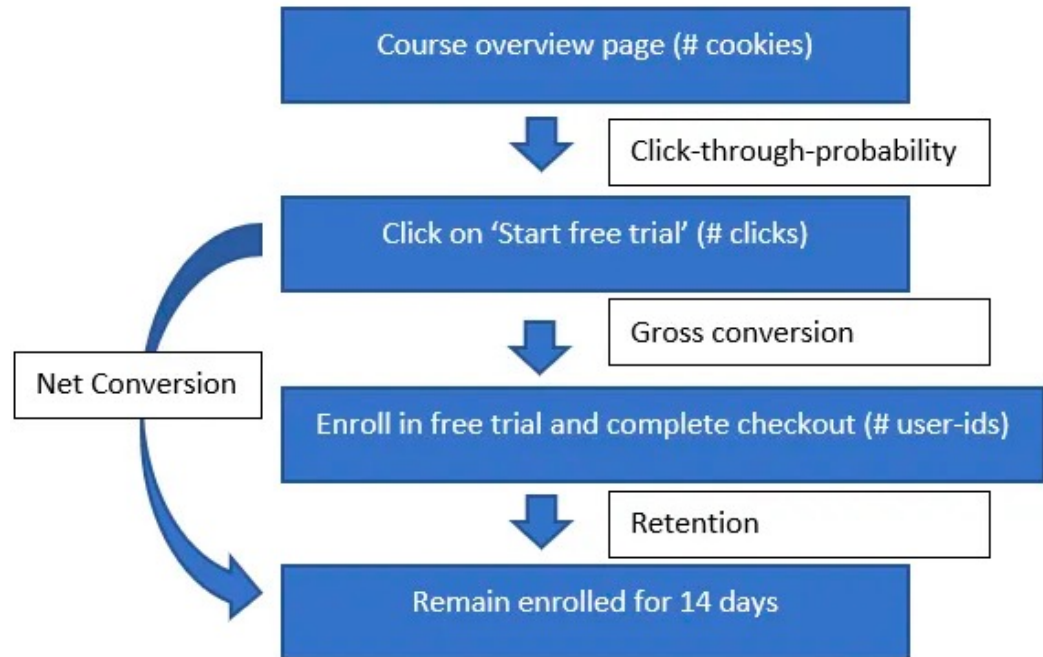 Course overview page (# cookies)
Click-through-probability
Click on ‘Start free trial’ (# clicks)
Gross conversion
Net Conversion
Enroll in free trial and complete checkout (# user-ids)
Retention
Remain enrolled for 14 days